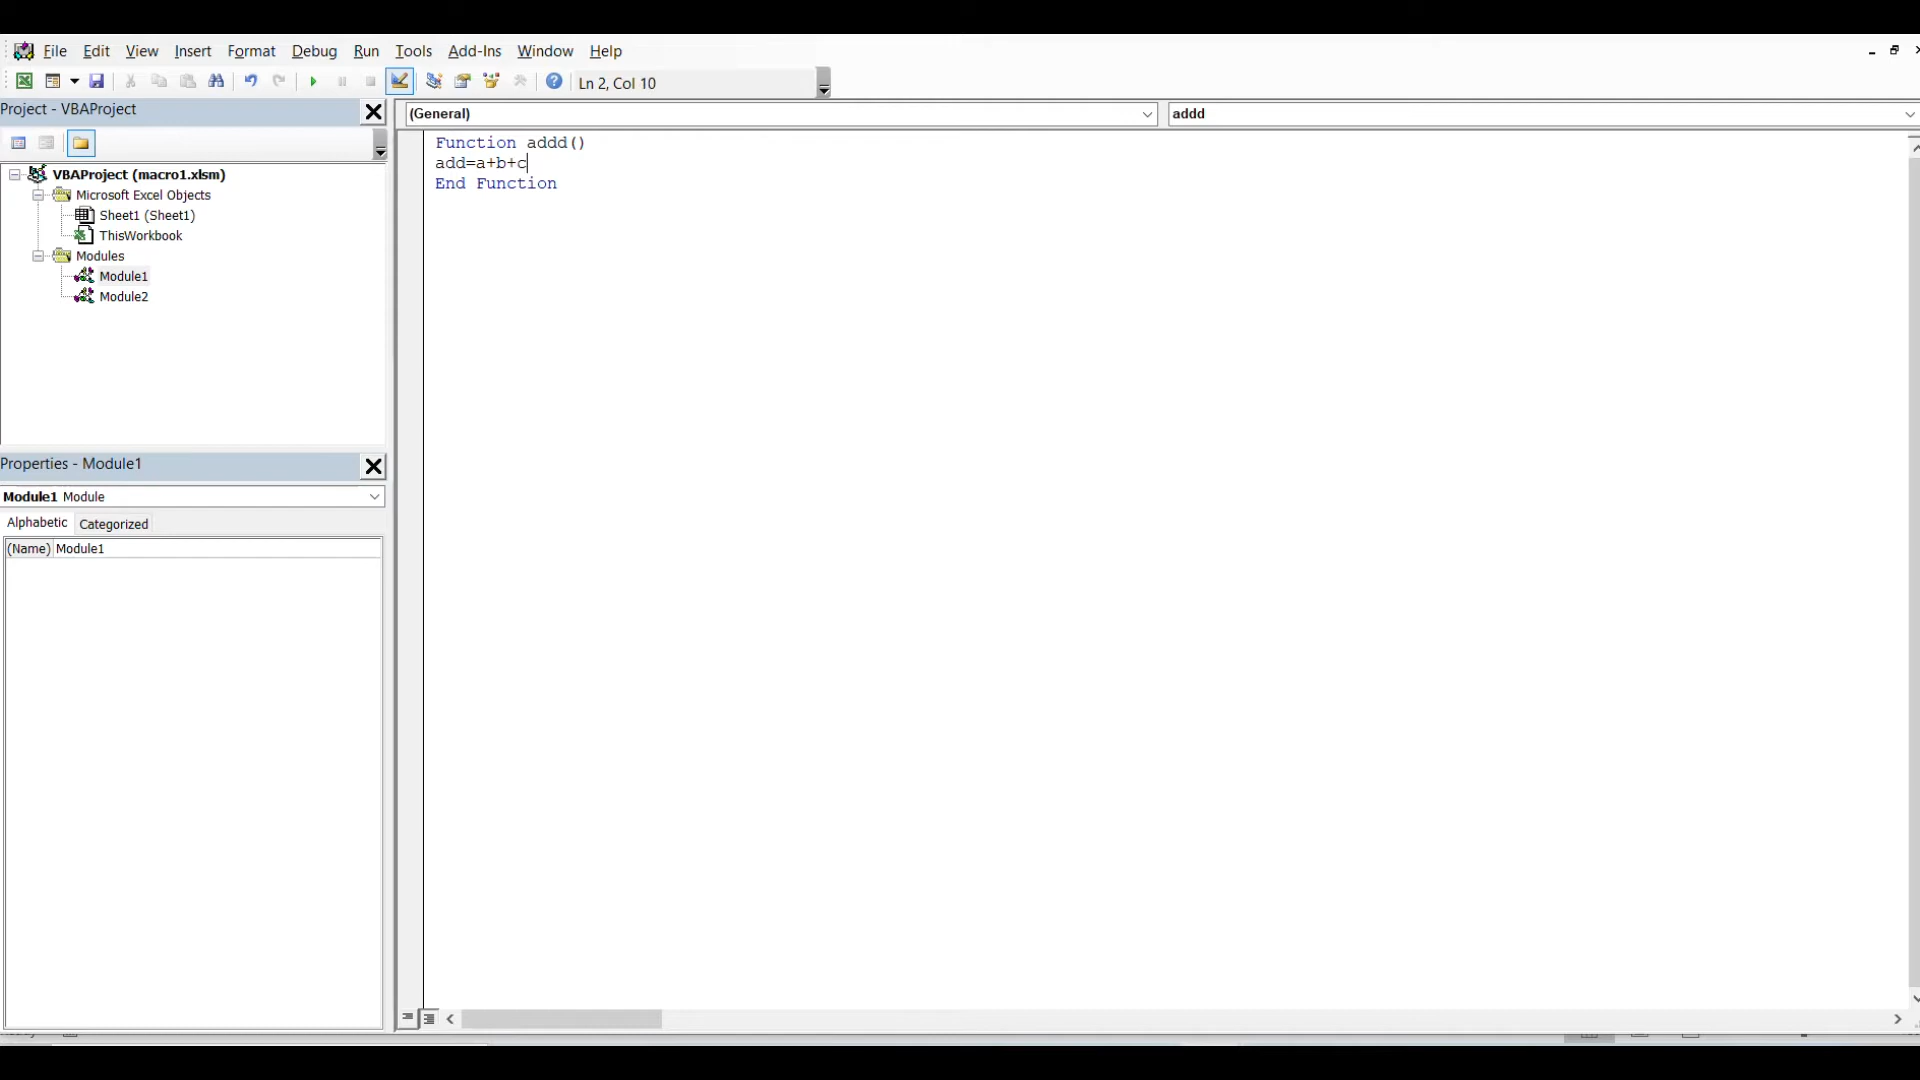 File Edit View Insert Format Debug Run Tools Add-Ins Window Help
Ln 2, Col 10
Project - VBAProject
(General) addd
VBAProject (macro1.xlsm)
Microsoft Excel Objects
Sheet1 (Sheet1)
ThisWorkbook
Modules
Module1
Module2
Function addd()
add=a+b+c
End Function
Properties - Module1
Module1 Module
Alphabetic Categorized
(Name) Module1